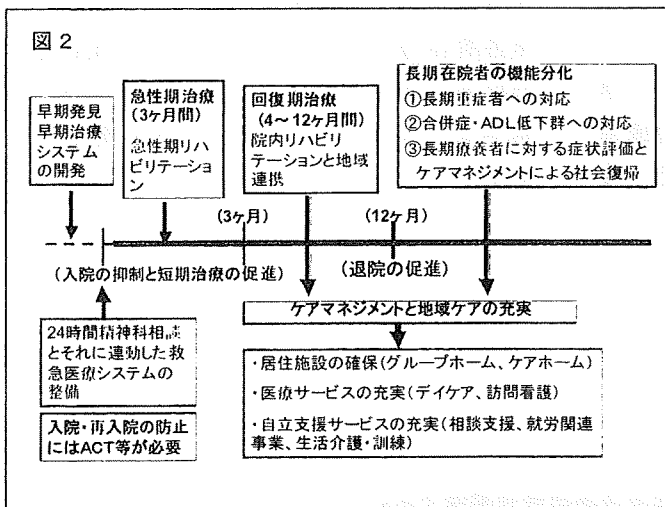 図2
早期発見
早期治療
システム
の開発
急性期治療
(3ヶ月間)
急性期リハ
ビリテーショ
ン
回復期治療
(4〜12ヶ月間)
院内リハビリ
テーションと地域
連携
長期在院者の機能分化
①長期重症者への対応
②合併症・ADL低下群への対応
③長期療養者に対する症状評価と
ケアマネジメントによる社会復帰
(3ヶ月)
(12ヶ月)
(入院の抑制と短期治療の促進)
(退院の促進)
24時間精神科相談
とそれに連動した救
急医療システムの
整備
入院・再入院の防止
にはACT等が必要
ケアマネジメントと地域ケアの充実
・居住施設の確保(グループホーム、ケアホーム)
・医療サービスの充実(デイケア、訪問看護)
・自立支援サービスの充実(相談支援、就労関連
事業、生活介護・訓練)